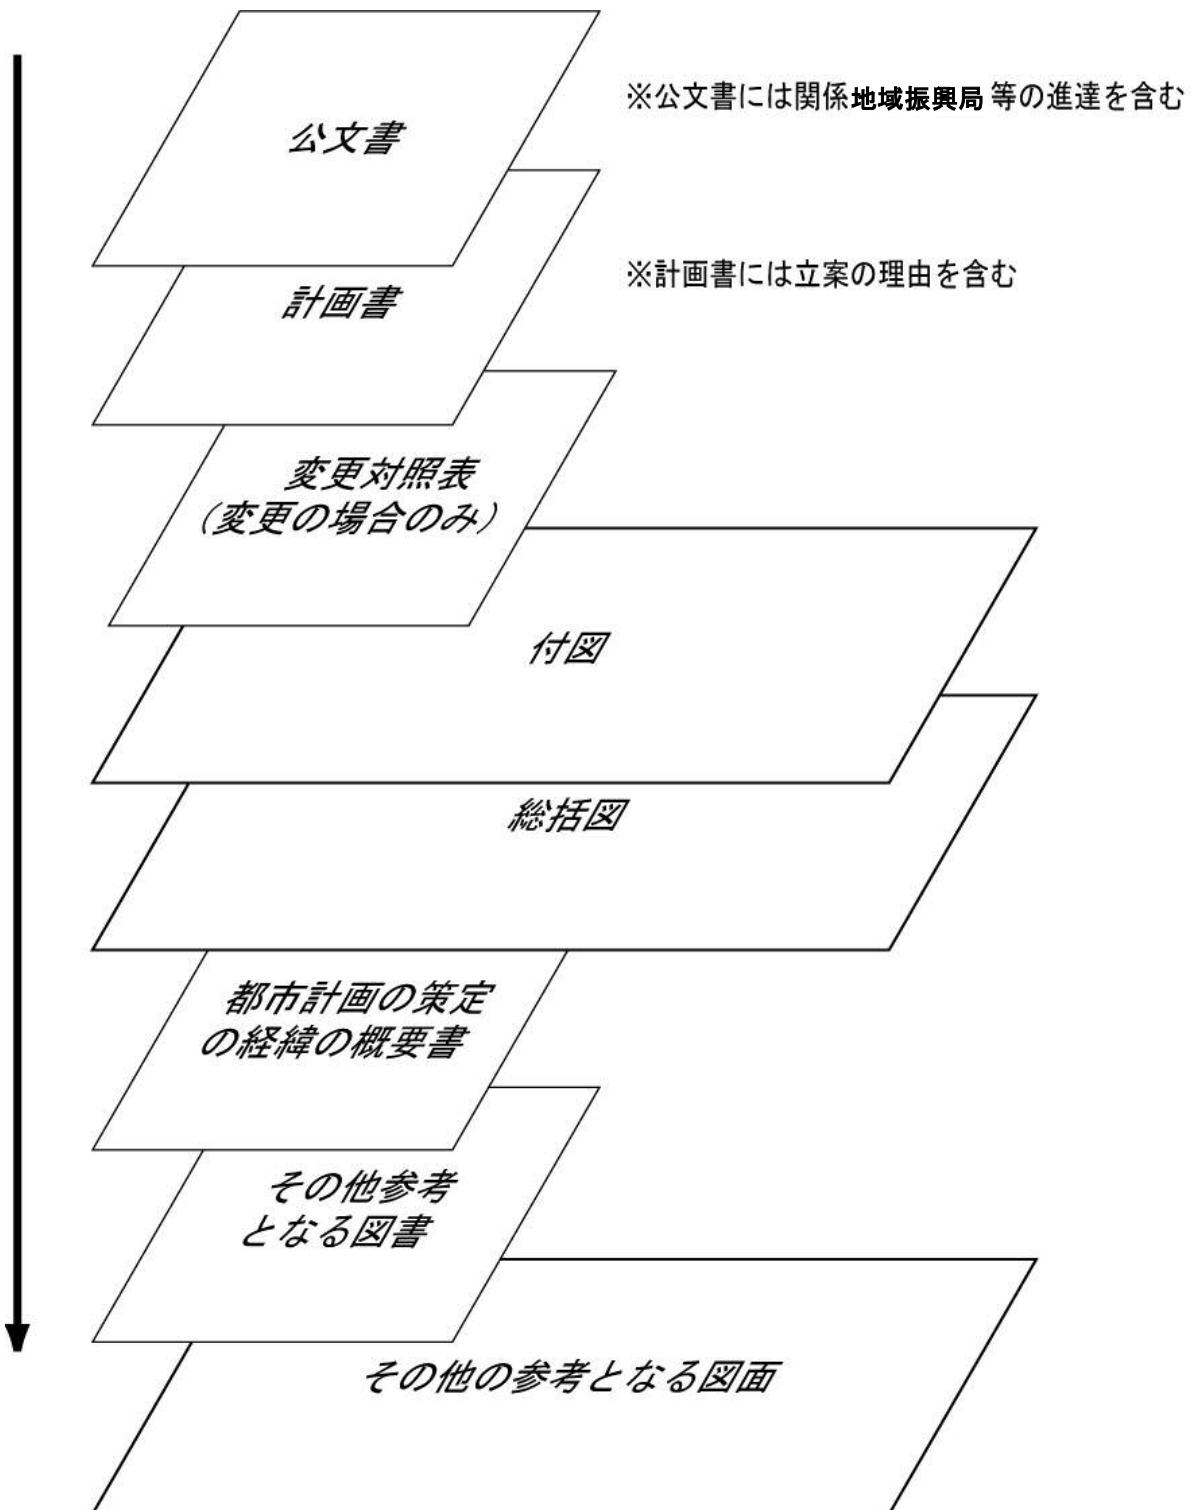 公文書
※公文書には関係地域振興局等の進達を含む
計画書
※計画書には立案の理由を含む
変更対照表
(変更の場合のみ)
付図
総括図
都市計画の策定
の経緯の概要書
その他参考
となる図書
その他の参考となる図面